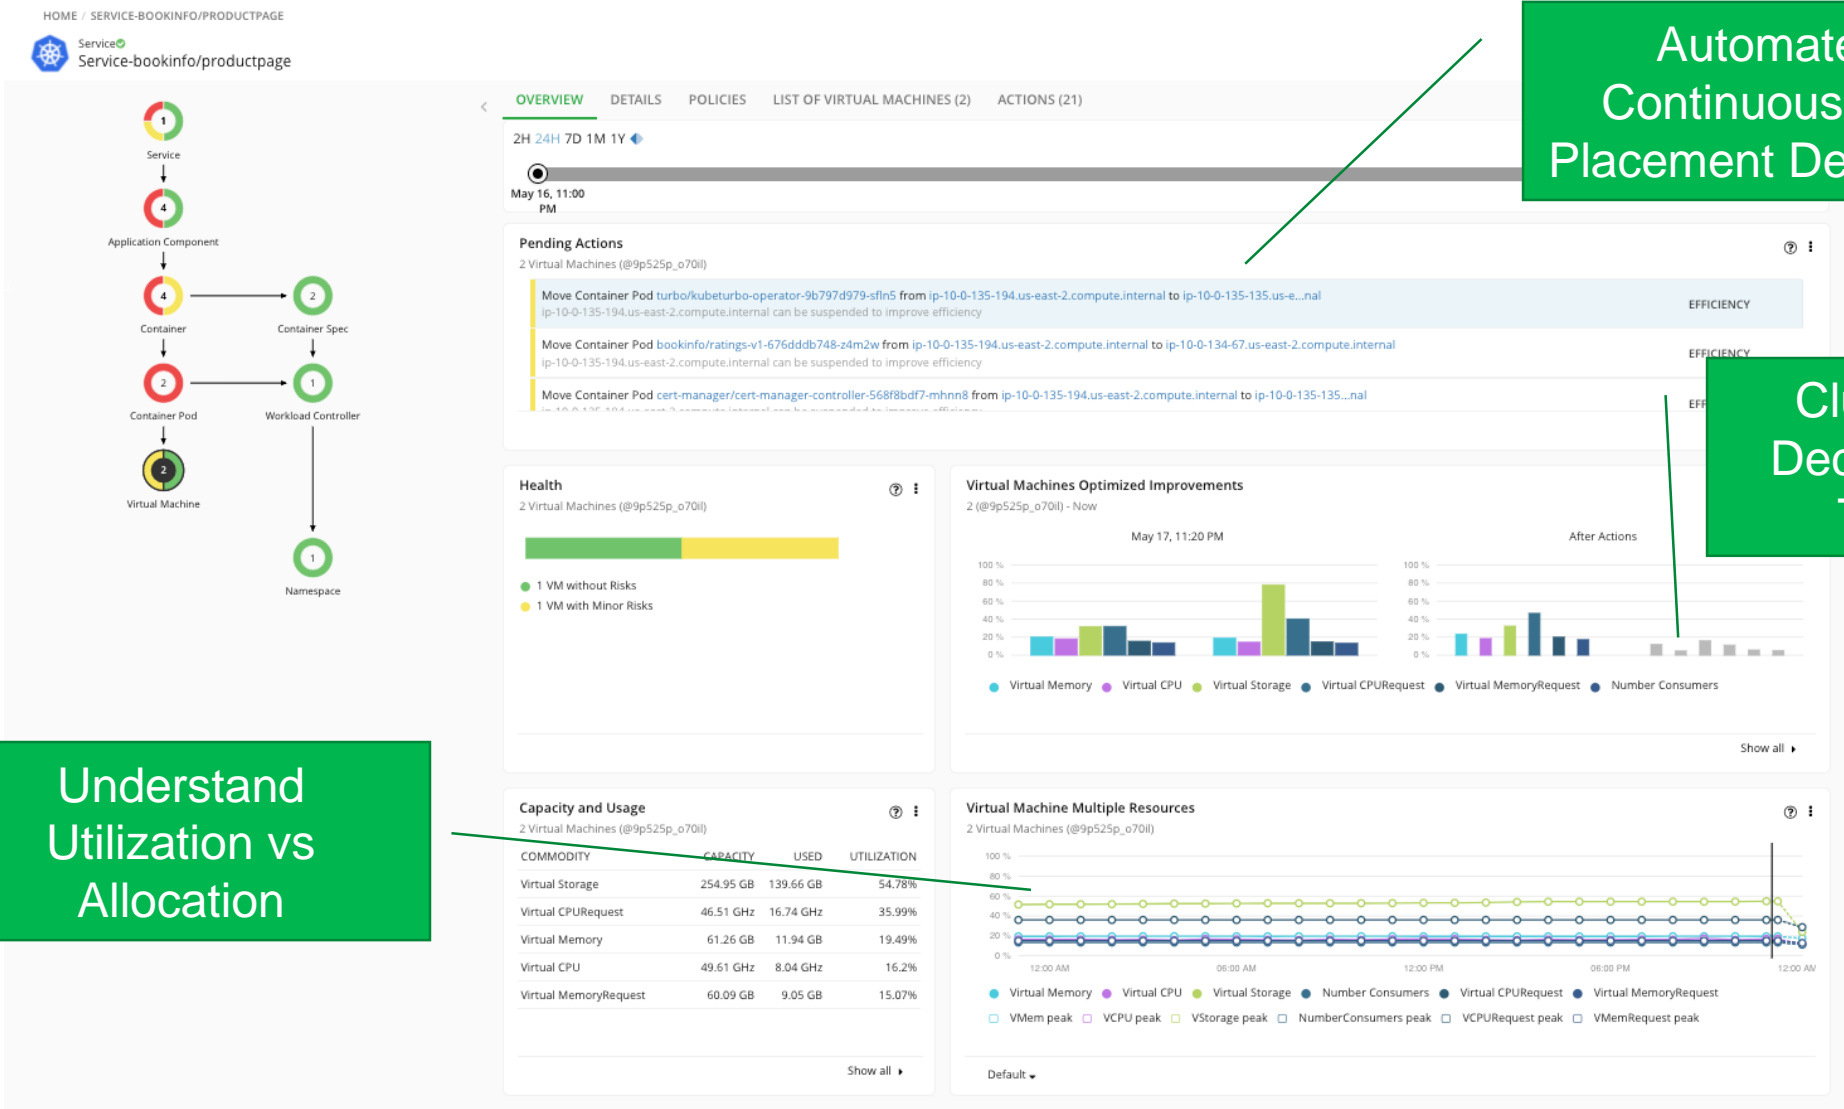 HOME / SERVICE-BOOKINFO/PRODUCTPAGE
Service
Service-bookinfo/productpage
1
Service
4
Application Component
4
2
Container
Container Spec
2
1
Container Pod
Workload Controller
2
Virtual Machine
1
Namespace
OVERVIEW DETAILS POLICIES LIST OF VIRTUAL MACHINES (2) ACTIONS (21)
2H 24H 7D 1M 1Y
May 16, 11:00
PM
Continuous
Placement
Pending Actions
2 Virtual Machines (@9p525p_o70il)
Move Container Pod turbo/kubeturbo-operator-9b797d979-sfln5 from ip-10-0-135-194.us-east-2.compute.internal to ip-10-0-135-135.us-e...nal
ip-10-0-135-194.us-east-2.compute.internal can be suspended to improve efficiency
EFFICIENCY
Move Container Pod bookinfo/ratings-v1-676dddb748-z4m2w from ip-10-0-135-194.us-east-2.compute.internal to ip-10-0-134-67.us-east-2.compute.internal
ip-10-0-135-194.us-east-2.compute.internal can be suspended to improve efficiency
EFFICIENCY
Move Container Pod cert-manager/cert-manager-controller-568f8bdf7-mhnn8 from ip-10-0-135-194.us-east-2.compute.internal to ip-10-0-135-135...nal
Health
2 Virtual Machines (@9p525p_o70il)
1 VM without Risks
1 VM with Minor Risks
Virtual Machines Optimized Improvements
2 (@9p525p_o70il) - Now
May 17, 11:20 PM
After Actions
100 %
80 %
60 %
40 %
20 %
0 %
100 %
80 %
60 %
40 %
20 %
0 %
Virtual Memory Virtual CPU Virtual Storage Virtual CPURequest Virtual MemoryRequest Number Consumers
Show all
Understand
Utilization vs
Allocation
Capacity and Usage
2 Virtual Machines (@9p525p_o70il)
COMMODITY CAPACITY USED UTILIZATION
Virtual Storage 254.95 GB 139.66 GB 54.78%
Virtual CPURequest 46.51 GHz 16.74 GHz 35.99%
Virtual Memory 61.26 GB 11.94 GB 19.49%
Virtual CPU 49.61 GHz 8.04 GHz 16.2%
Virtual MemoryRequest 60.09 GB 9.05 GB 15.07%
Show all
Virtual Machine Multiple Resources
2 Virtual Machines (@9p525p_o70il)
100 %
80 %
60 %
40 %
20 %
0 %
12:00 AM 06:00 AM 12:00 PM 06:00 PM 12:00 AM
Virtual Memory Virtual CPU Virtual Storage Number Consumers Virtual CPURequest Virtual MemoryRequest
VMem peak VCPU peak VStorage peak NumberConsumers peak VCPURequest peak VMemRequest peak
Default